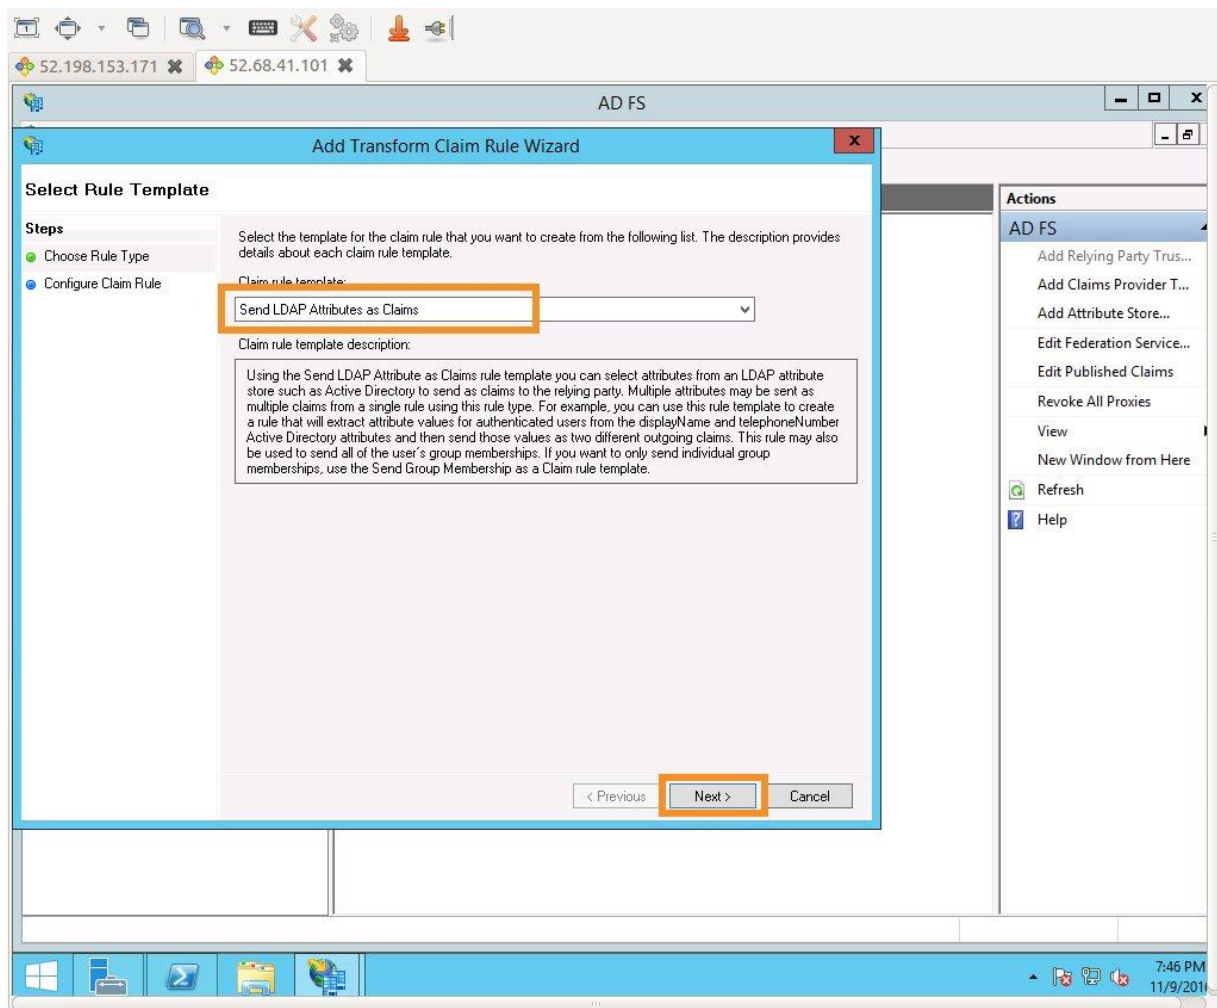 52.198.153.171
52.68.41.101
AD FS
Add Transform Claim Rule Wizard
Select Rule Template
Steps
Choose Rule Type
Configure Claim Rule
Select the template for the claim rule that you want to create from the following list. The description provides
details about each claim rule template.
Claim rule template:
Send LDAP Attributes as Claims
Claim rule template description:
Using the Send LDAP Attribute as Claims rule template you can select attributes from an LDAP attribute
store such as Active Directory to send as claims to the relying party. Multiple attributes may be sent as
multiple claims from a single rule using this rule type. For example, you can use this rule template to create
a rule that will extract attribute values for authenticated users from the displayName and telephoneNumber
Active Directory attributes and then send those values as two different outgoing claims. This rule may also
be used to send all of the user's group memberships. If you want to only send individual group
memberships, use the Send Group Membership as a Claim rule template.
< Previous
Next >
Cancel
Actions
AD FS
Add Relying Party Trus...
Add Claims Provider T...
Add Attribute Store...
Edit Federation Service...
Edit Published Claims
Revoke All Proxies
View
New Window from Here
Refresh
Help
7:46 PM
11/9/201